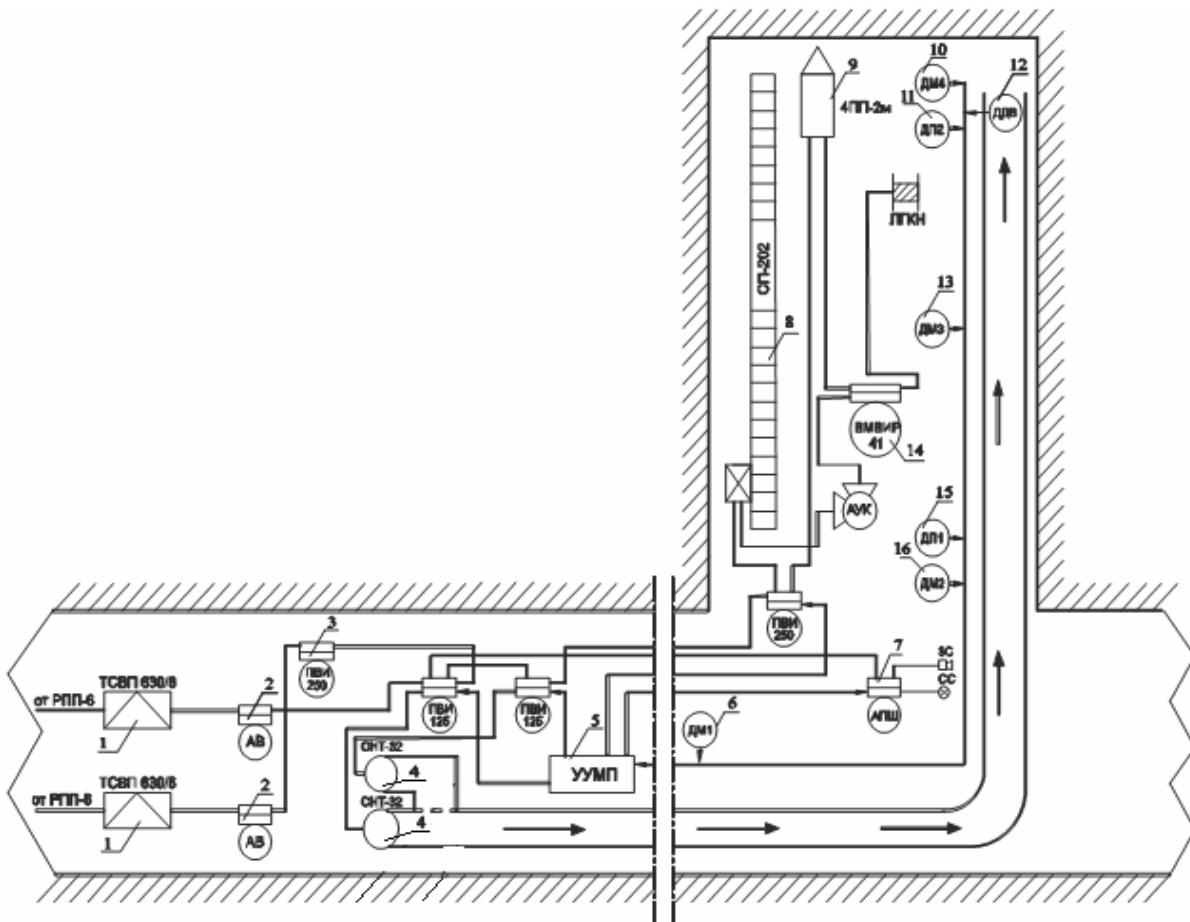 10
12
9
ДМ4
11
4ПП-2м
ДП2
ДПВ
ЛГКН
СП-202
13
ДМ3
8
ВМВИР
41
14
15
АУК
ДП1
16
ДМ2
3
ПВИ
250
7
SC
CC
ПВИ
250
ТСВП 630/6
2
от РПП-6
1
АВ
ПВИ
125
ПВИ
125
АПШ
6
ДМ1
5
СНТ-32
УУМП
4
ТСВП 630/6
2
СНТ-32
от РПП-6
1
АВ
4